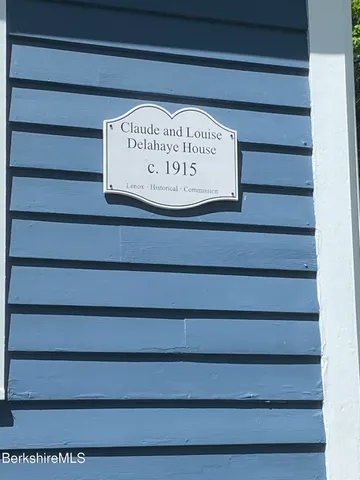 Claude and Louise
Delahaye House
c. 1915
Lenox · Historical · Commission
BerkshireMLS